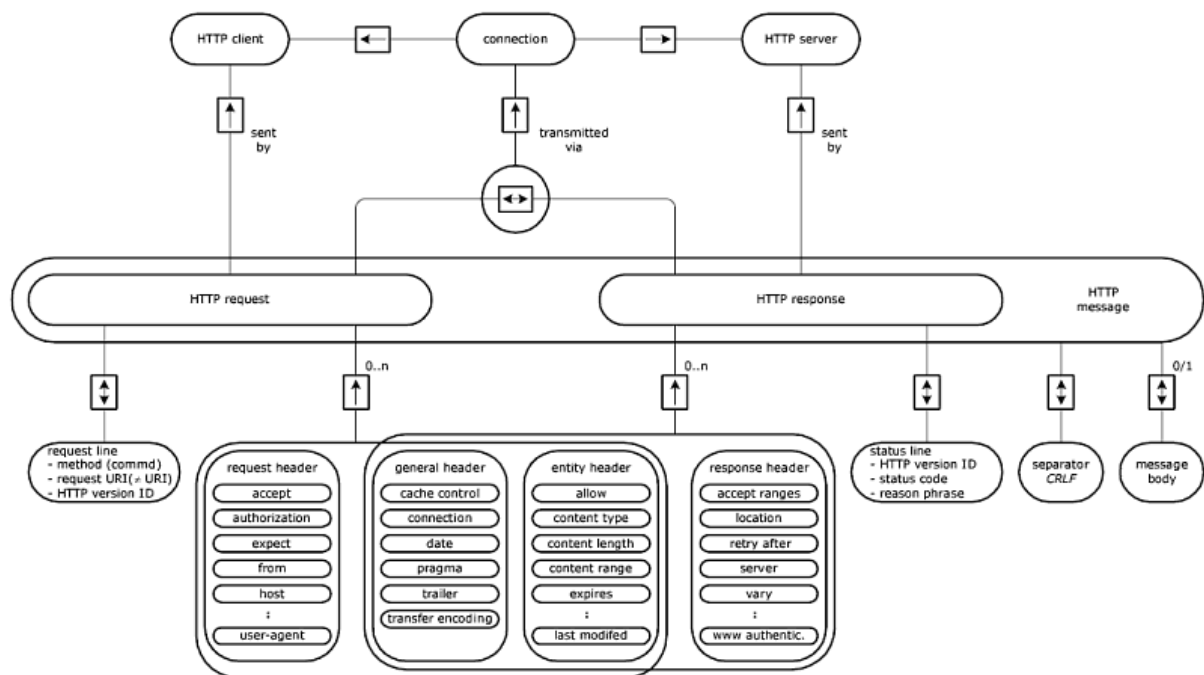 HTTP client
connection
HTTP server
sent
by
transmitted
via
sent
by
HTTP request
HTTP response
HTTP
message
0..n
0..n
0/1
request line
- method (commd)
- request URI(≠ URI)
- HTTP version ID
request header
accept
authorization
expect
from
host
:
user-agent
general header
cache control
connection
date
pragma
trailer
transfer encoding
entity header
allow
content type
content length
content range
expires
:
last modifed
response header
accept ranges
location
retry after
server
vary
:
www authentic.
status line
- HTTP version ID
- status code
- reason phrase
separator
CRLF
message
body